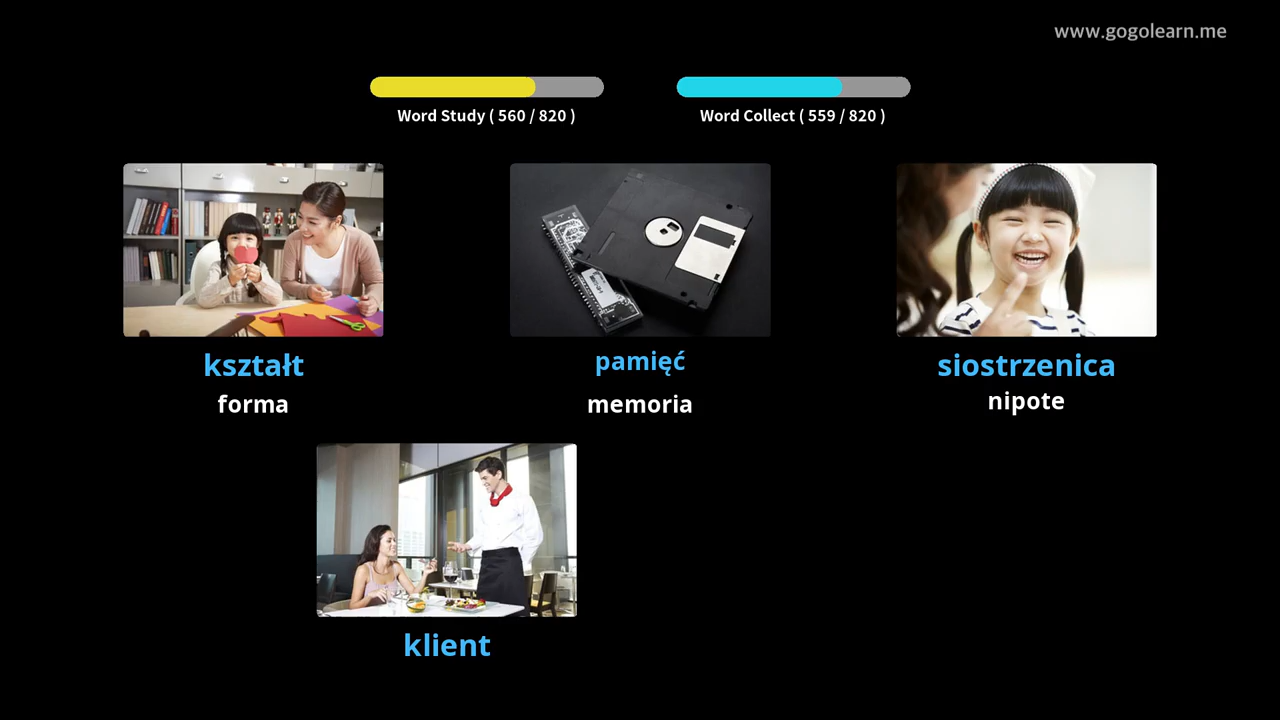 www.gogolearn.me
Word Study ( 560 / 820 )
Word Collect ( 559 / 820 )
kształt
forma
pamięć
memoria
siostrzenica
nipote
klient